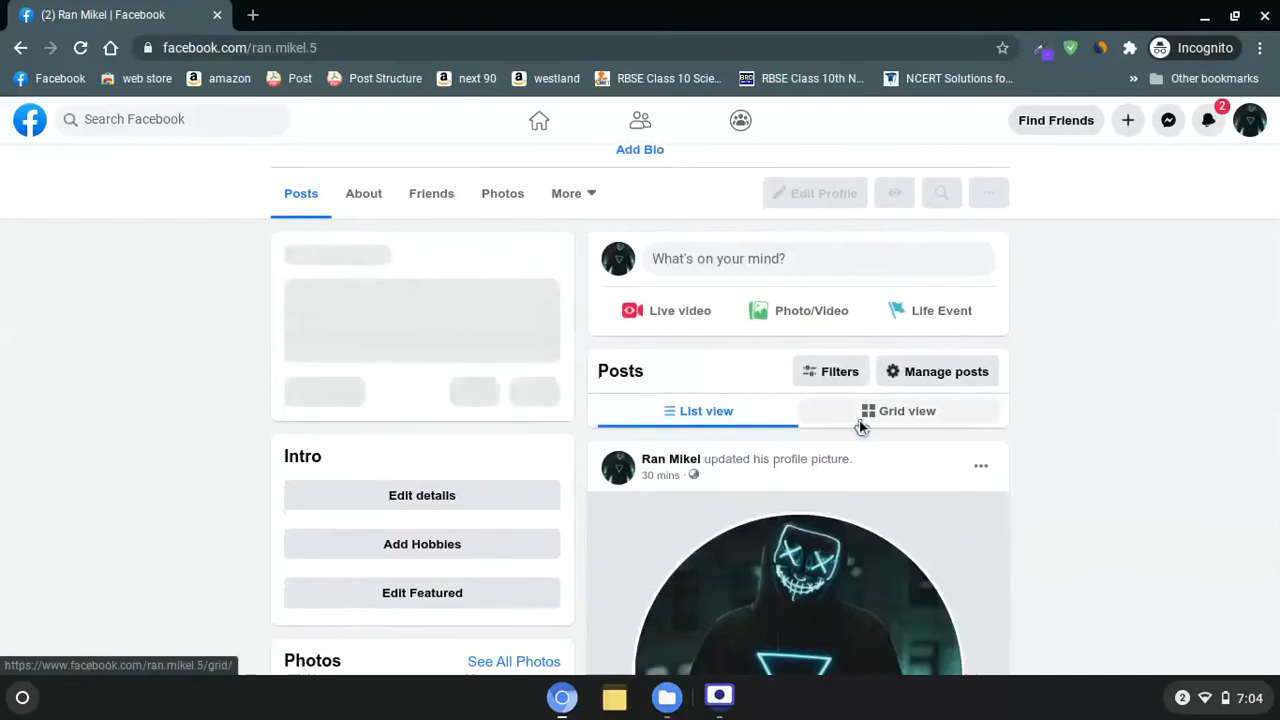 (2) Ran Mikel | Facebook
facebook.com/ran.mikel.5
Incognito
Facebook
web store
amazon
Post
Post Structure
next 90
westland
RBSE Class 10 Scie...
RBSE Class 10th N...
NCERT Solutions fo...
Other bookmarks
Search Facebook
Find Friends
2
Add Bio
Posts
About
Friends
Photos
More
Edit Profile
What's on your mind?
Live video
Photo/Video
Life Event
Posts
Filters
Manage posts
List view
Grid view
Ran Mikel updated his profile picture.
30 mins ·
Intro
Edit details
Add Hobbies
Edit Featured
Photos
See All Photos
https://www.facebook.com/ran.mikel.5/grid/
2
7:04